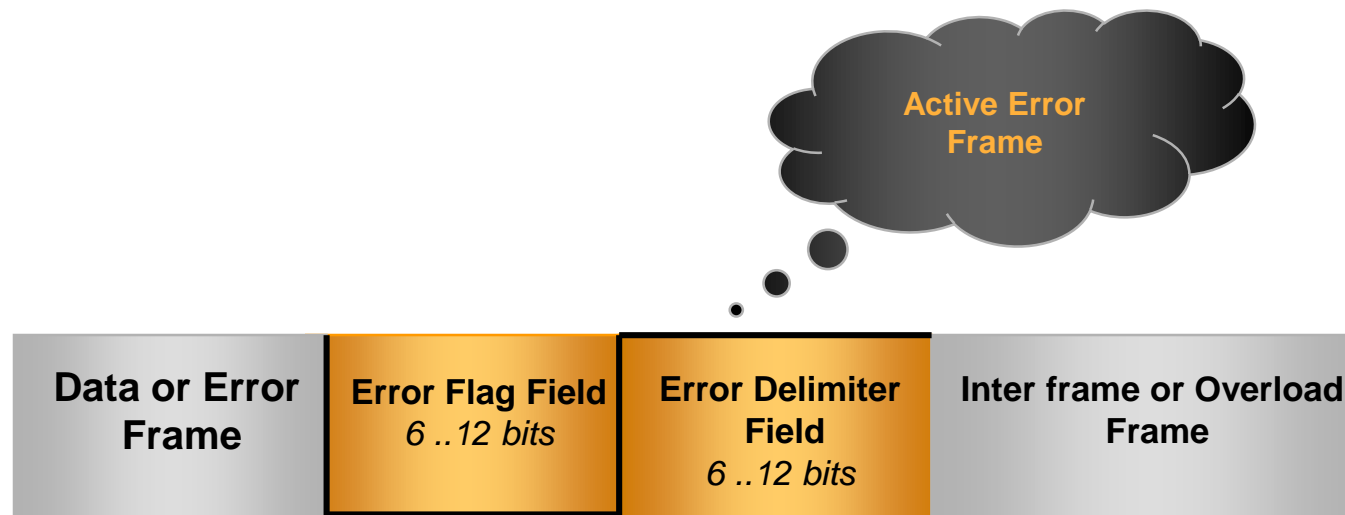 Active Error
Frame
Data or Error
Frame
Error Flag Field
6 ..12 bits
Error Delimiter
Field
6 ..12 bits
Inter frame or Overload
Frame